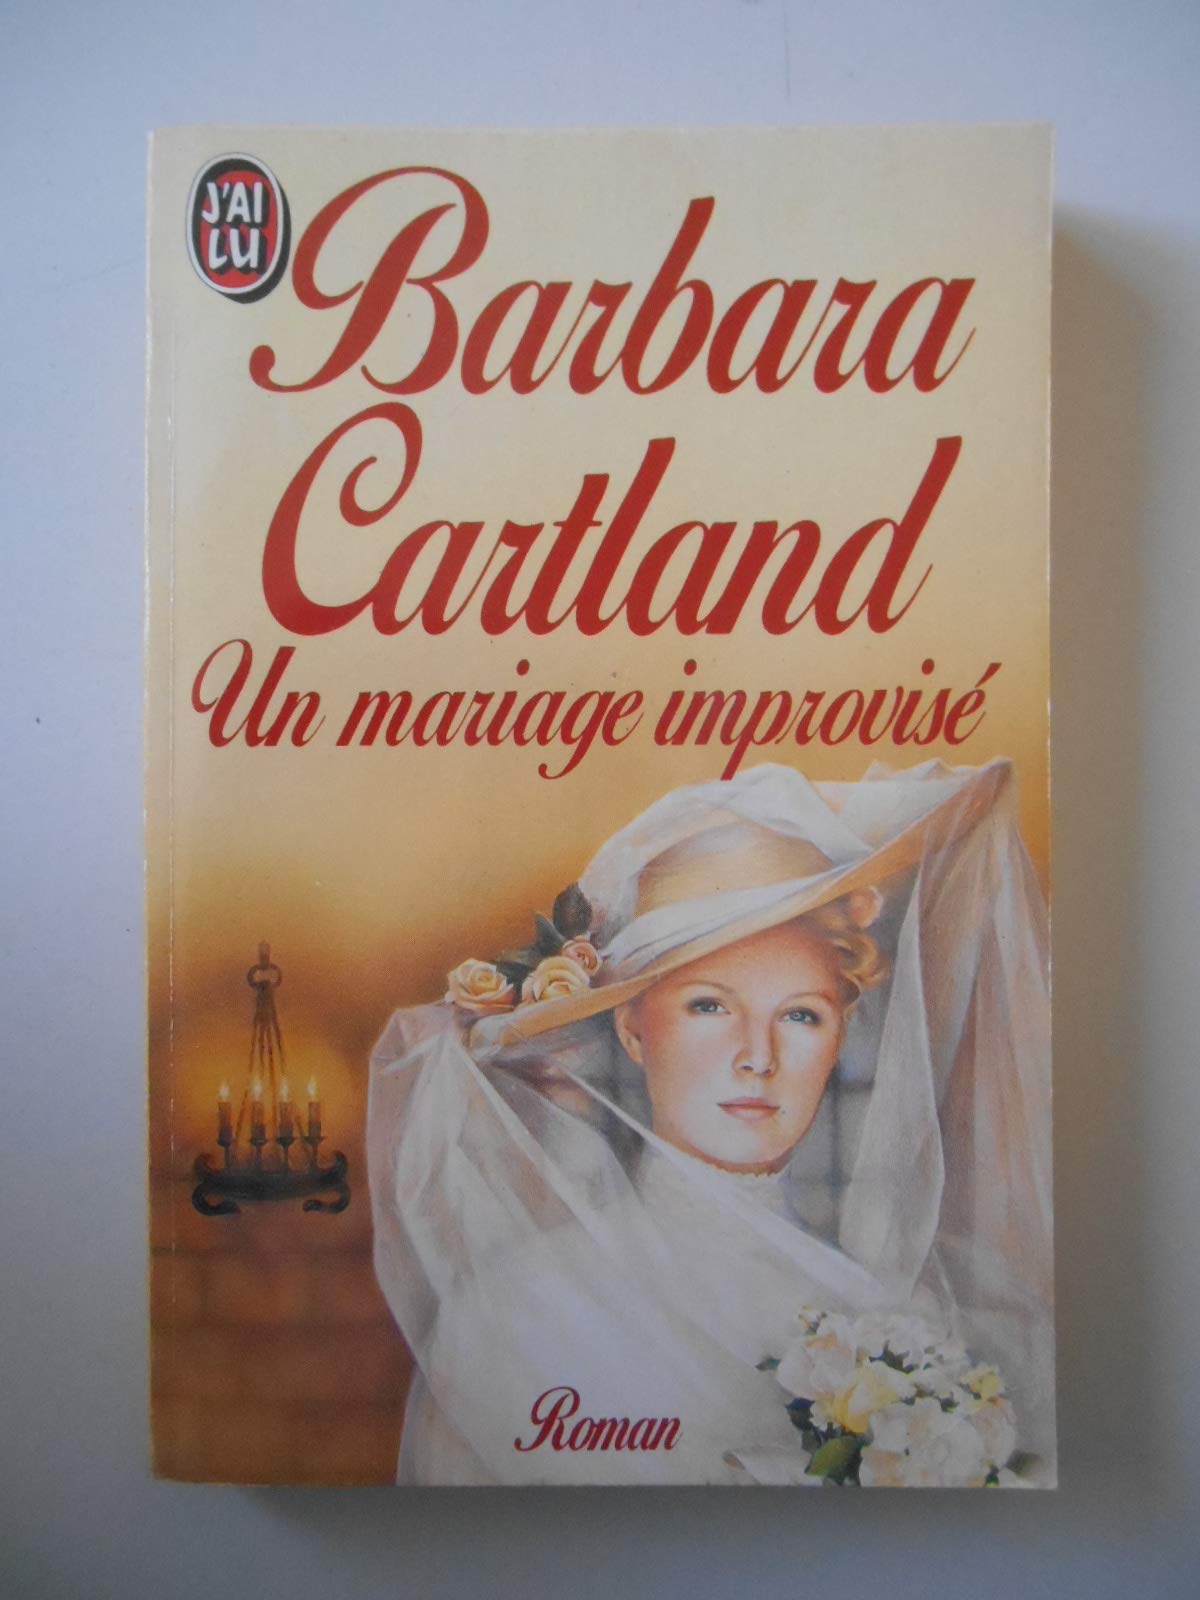 J'AI
LU
Barbara
Cartland
Un mariage improvisé
Roman